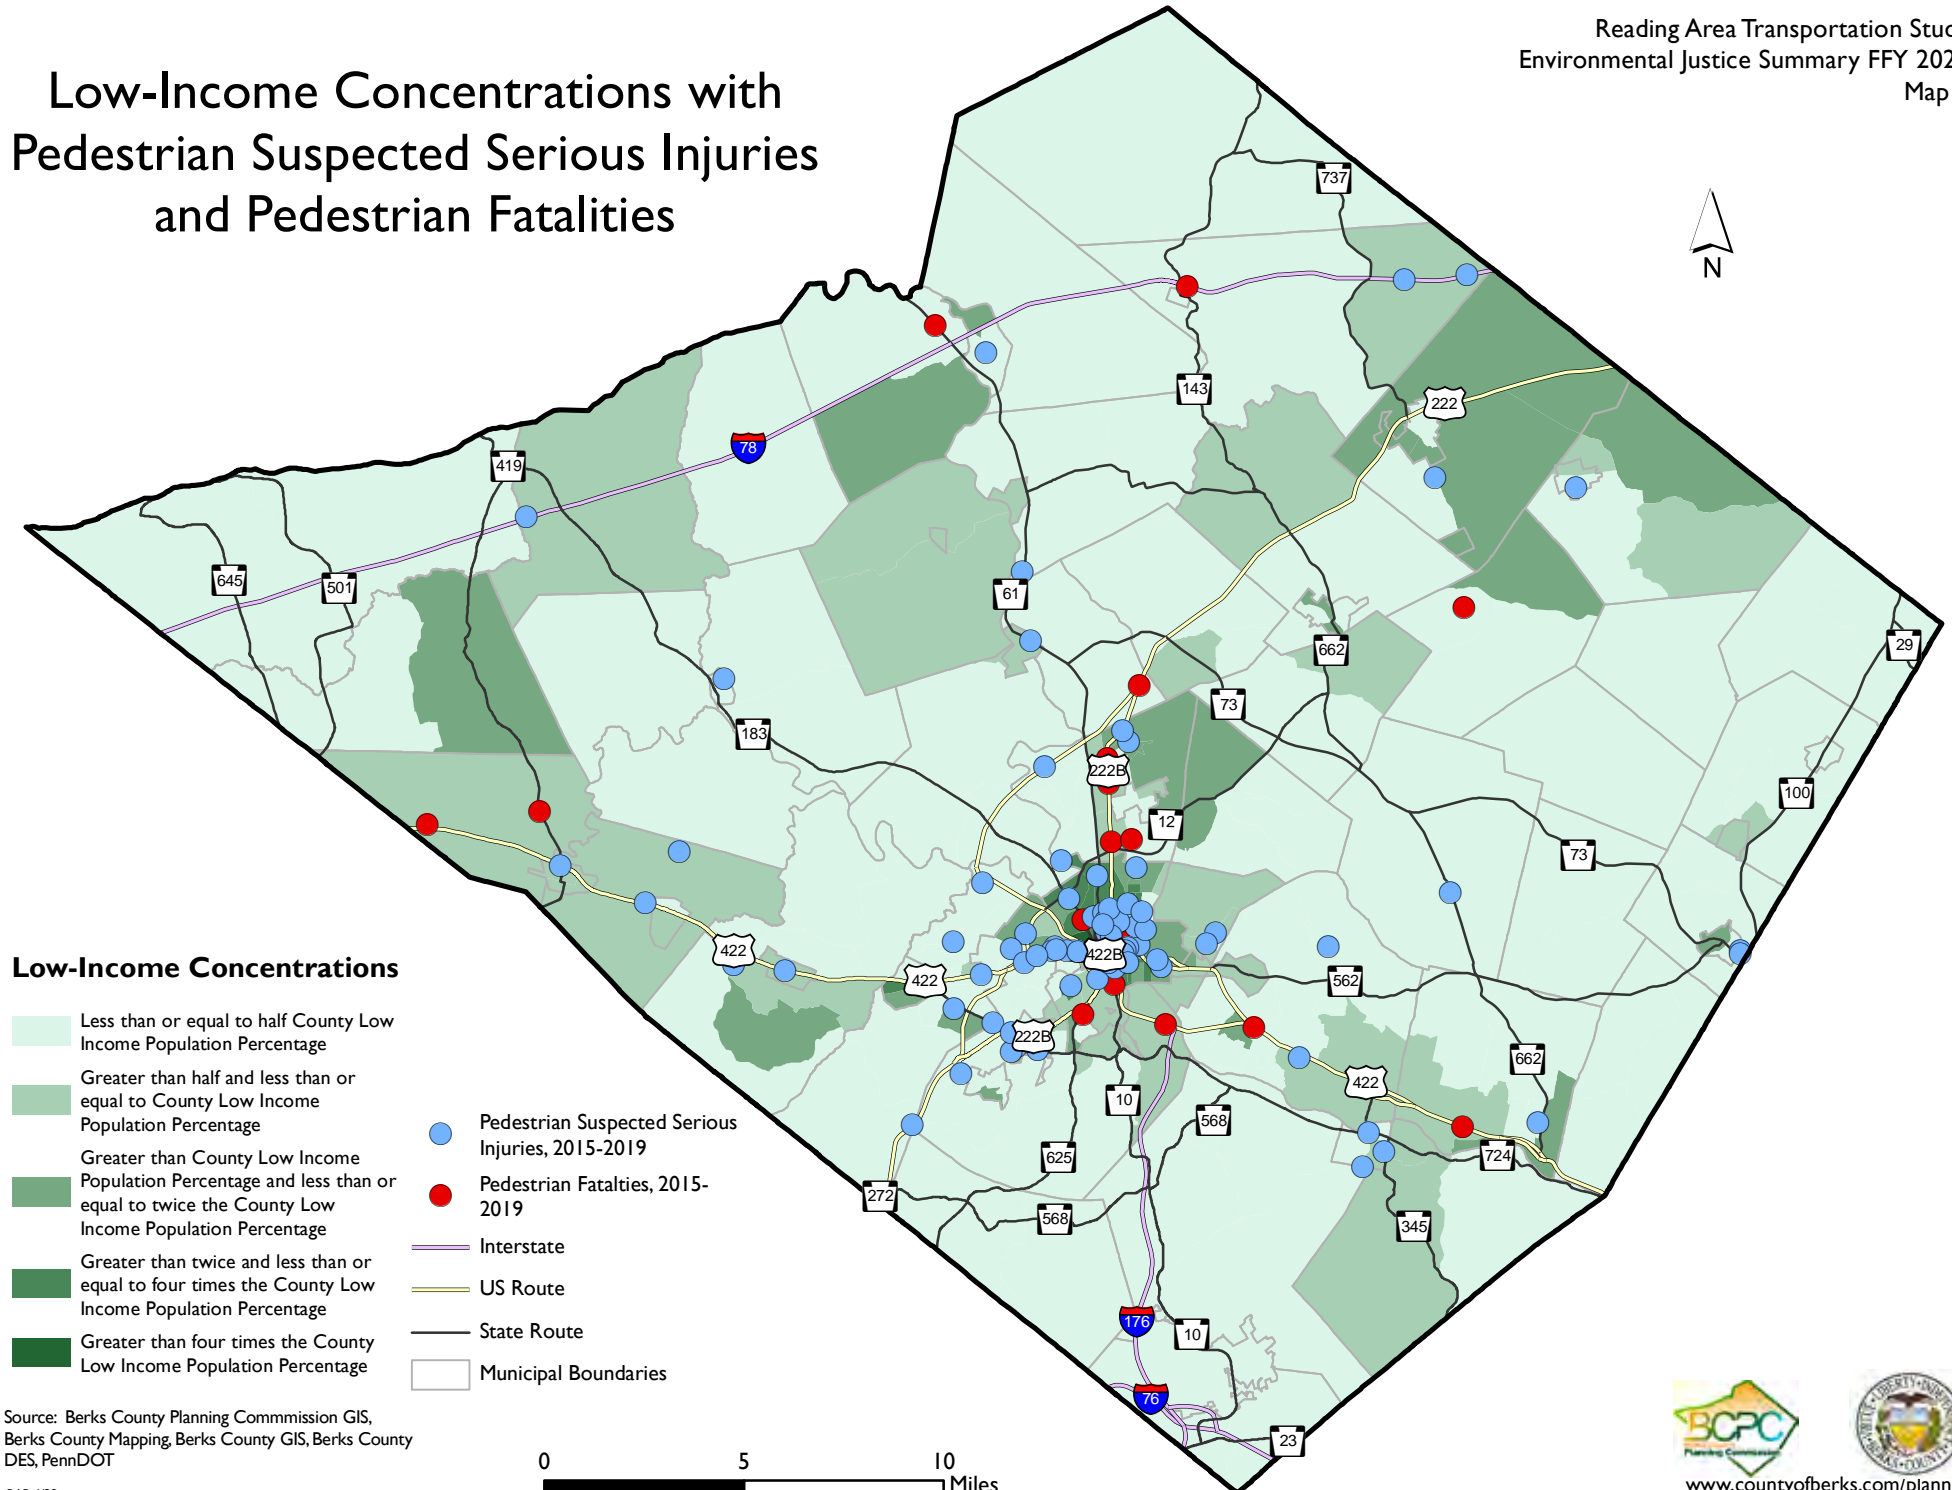 Reading Area Transportation Stud
Environmental Justice Summary FFY 202
Map
Low-Income Concentrations with
Pedestrian Suspected Serious Injuries
and Pedestrian Fatalities
N
737
143
222
78
419
645
501
61
662
29
73
183
222B
100
12
73
422
422B
422
562
222B
662
422
10
568
625
724
272
568
345
176
10
76
23
Low-Income Concentrations
Less than or equal to half County Low
Income Population Percentage
Greater than half and less than or
equal to County Low Income
Population Percentage
Greater than County Low Income
Population Percentage and less than or
equal to twice the County Low
Income Population Percentage
Greater than twice and less than or
equal to four times the County Low
Income Population Percentage
Greater than four times the County
Low Income Population Percentage
Pedestrian Suspected Serious
Injuries, 2015-2019
Pedestrian Fatalties, 2015-
2019
Interstate
US Route
State Route
Municipal Boundaries
Source: Berks County Planning Commmission GIS,
Berks County Mapping, Berks County GIS, Berks County
DES, PennDOT
0 5 10
Miles
BCPC
Planning Commission
www.countyofberks.com/plann